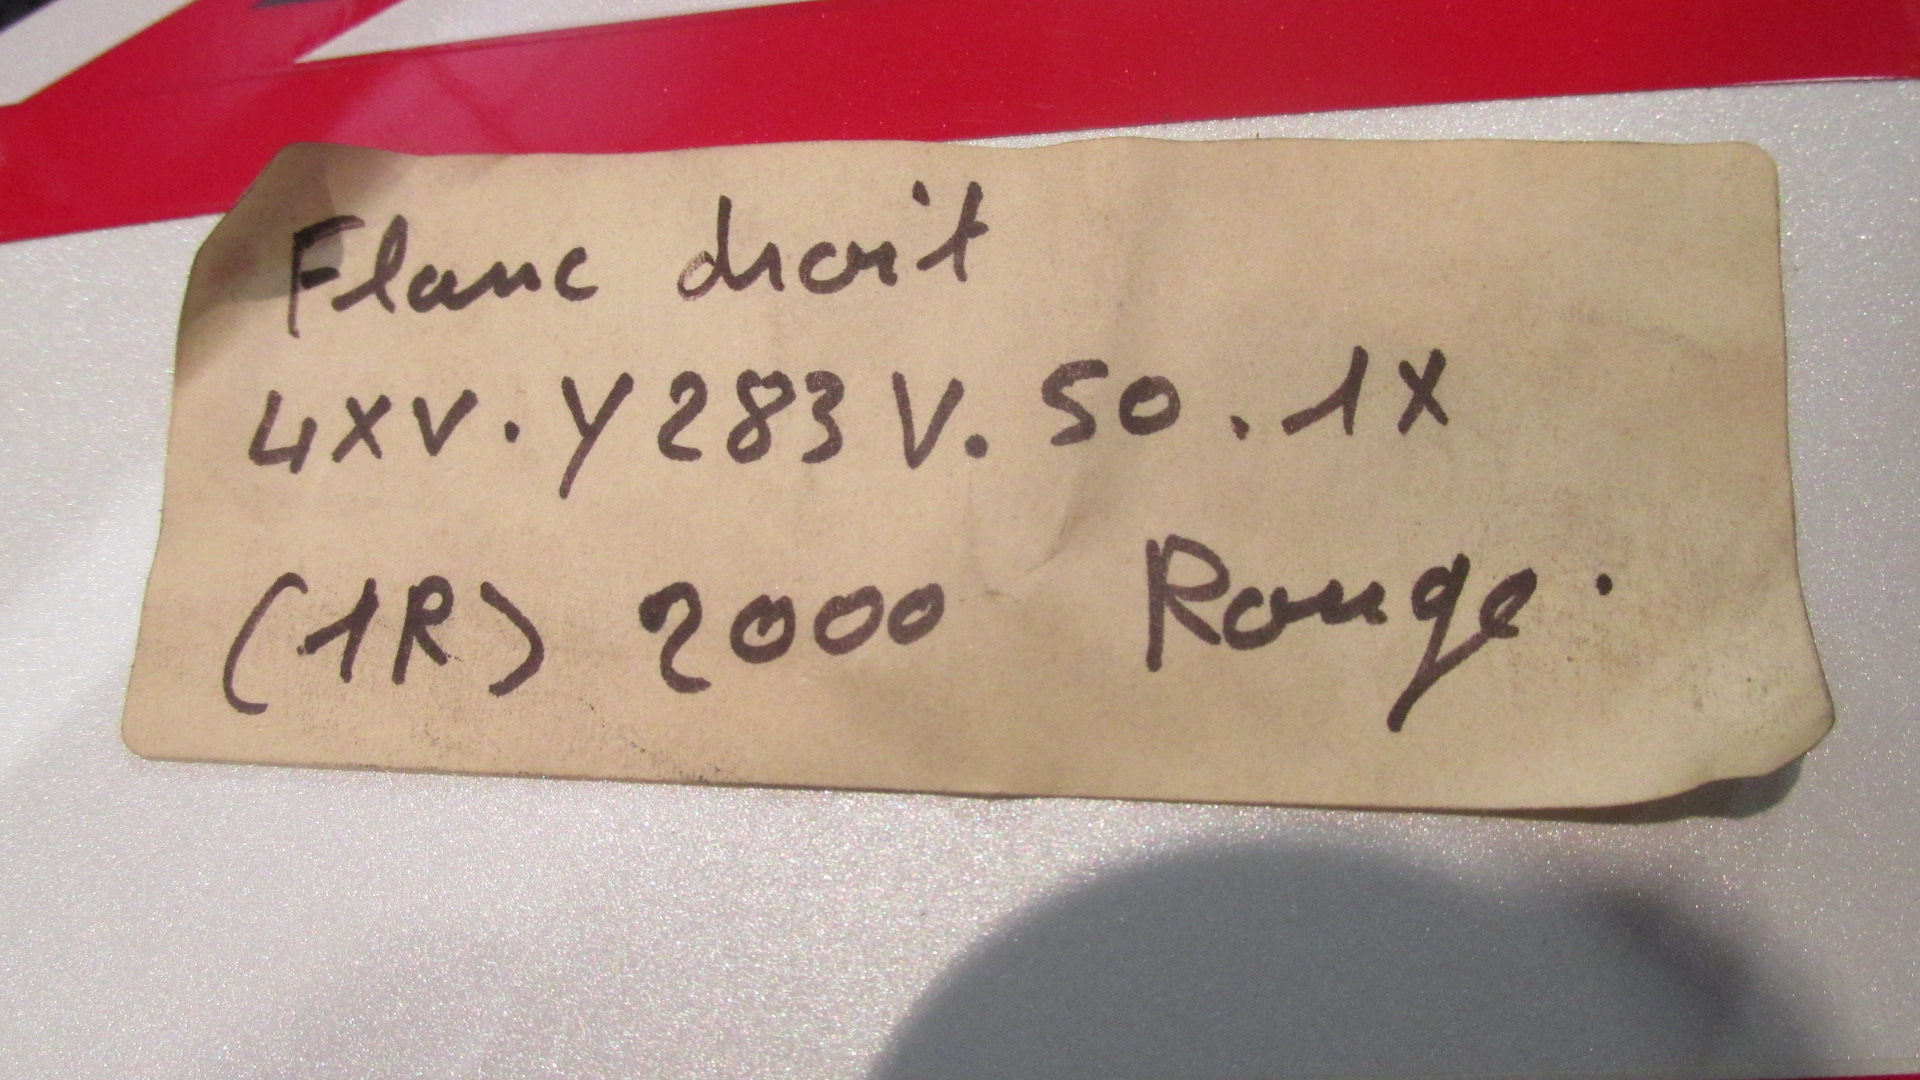 Flanc droit
4XV.Y283V.50.1X
(1R) 2000 Rouge.